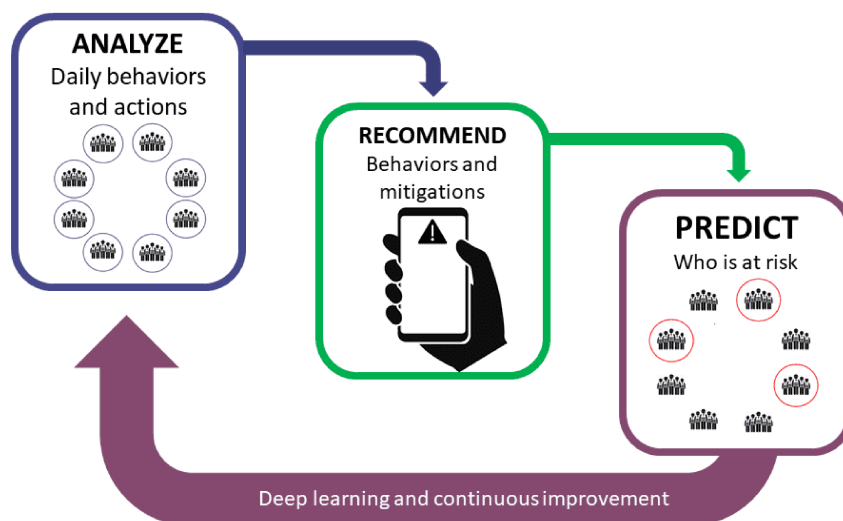 ANALYZE
Daily behaviors
and actions
RECOMMEND
Behaviors and
mitigations
PREDICT
Who is at risk
Deep learning and continuous improvement